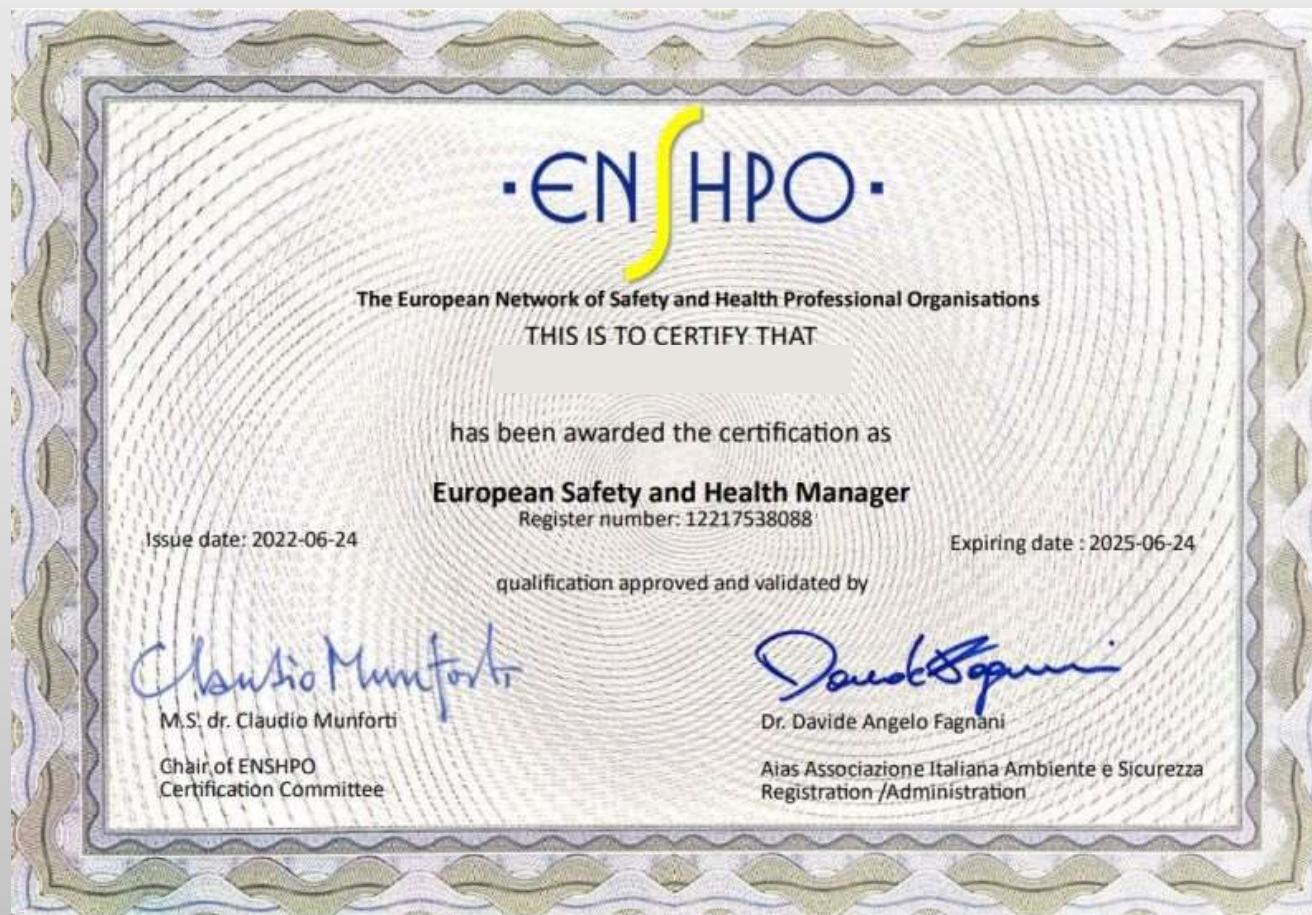 ·ENSHPO·
The European Network of Safety and Health Professional Organisations
THIS IS TO CERTIFY THAT
has been awarded the certification as
European Safety and Health Manager
Register number: 12217538088
Issue date: 2022-06-24
Expiring date : 2025-06-24
qualification approved and validated by
Claudio Munforti
M.S. dr. Claudio Munforti
Dr. Davide Angelo Fagnani
Chair of ENSHPO
Certification Committee
Aias Associazione Italiana Ambiente e Sicurezza
Registration /Administration